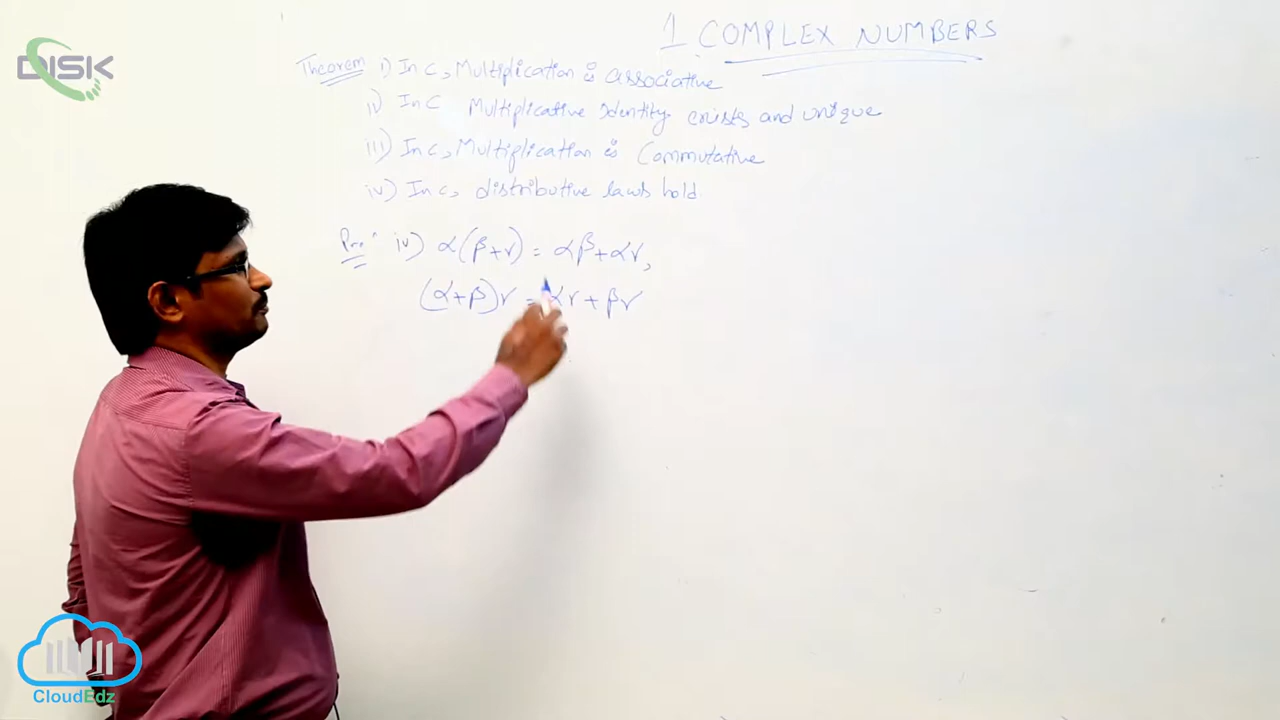 DISK
1 COMPLEX NUMBERS
Theorem i) In C, Multiplication is associative
ii) In C Multiplicative Identity exists and unique
iii) In C, Multiplication is Commutative
iv) In C, distributive laws hold.
iv) α(β+γ) = αβ+αγ,
(α+β)γ = αγ + βγ
CloudEdz